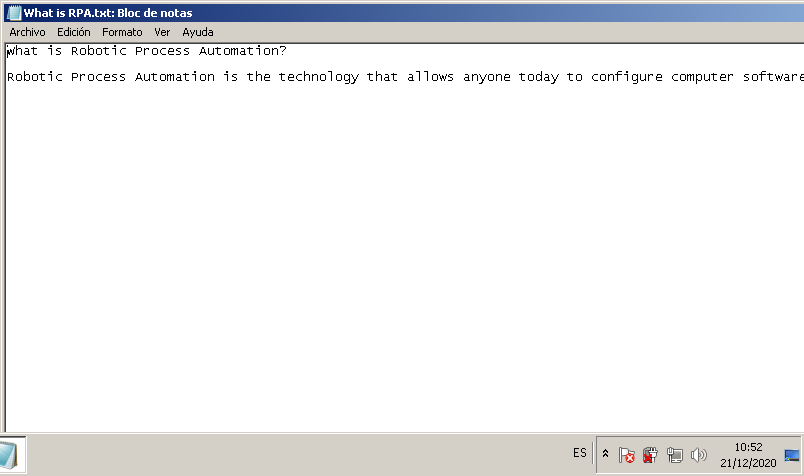 What is RPA.txt: Bloc de notas
Archivo Edición Formato Ver Ayuda
What is Robotic Process Automation?
Robotic Process Automation is the technology that allows anyone today to configure computer software
ES
10:52
21/12/2020